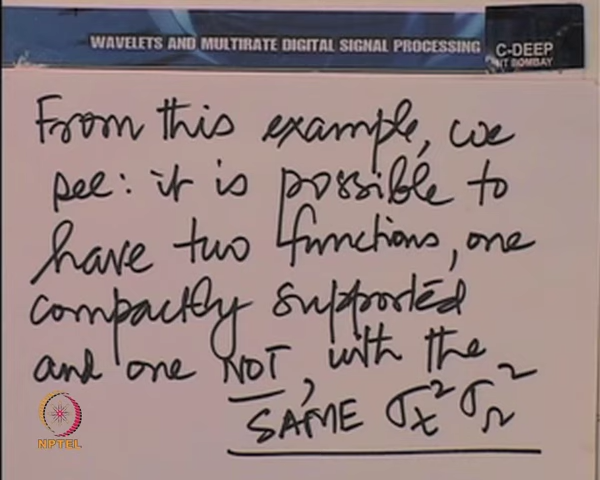 WAVELETS AND MULTIRATE DIGITAL SIGNAL PROCESSING
C-DEEP
IIT BOMBAY
From this example, we
see: it is possible to
have two functions, one
compactly supported
and one NOT, with the
SAME σt² σΩ²
NPTEL